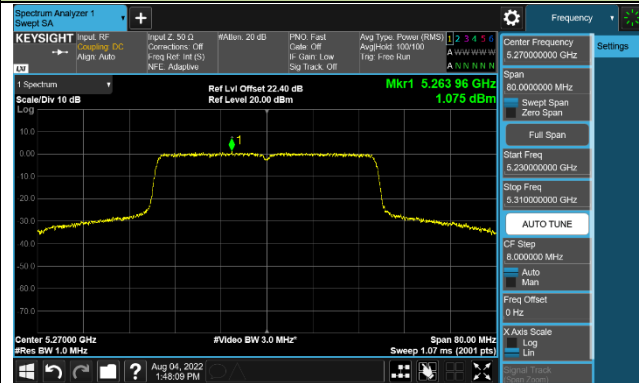 Spectrum Analyzer 1
Swept SA
Frequency
KEYSIGHT
Input: RF
Coupling: DC
Align: Auto
Input Z: 50 Ω
Corrections: Off
Freq Ref: Int (S)
NFE: Adaptive
#Atten: 20 dB
PNO: Fast
Gate: Off
IF Gain: Low
Sig Track: Off
Avg Type: Power (RMS)
Avg|Hold: 100/100
Trig: Free Run
1 2 3 4 5 6
A W W W W W
A N N N N N
LXI
1 Spectrum
Scale/Div 10 dB
Log
Ref Lvl Offset 22.40 dB
Ref Level 20.00 dBm
Mkr1 5.263 96 GHz
1.075 dBm
1
10.0
0.00
-10.0
-20.0
-30.0
-40.0
-50.0
-60.0
-70.0
Center 5.27000 GHz
#Res BW 1.0 MHz
#Video BW 3.0 MHz*
Span 80.00 MHz
Sweep 1.07 ms (2001 pts)
Center Frequency
5.270000000 GHz
Settings
Span
80.0000000 MHz
Swept Span
Zero Span
Full Span
Start Freq
5.230000000 GHz
Stop Freq
5.310000000 GHz
AUTO TUNE
CF Step
8.000000 MHz
Auto
Man
Freq Offset
0 Hz
X Axis Scale
Log
Lin
Signal Track
(Span Zoom)
?
Aug 04, 2022
1:48:09 PM